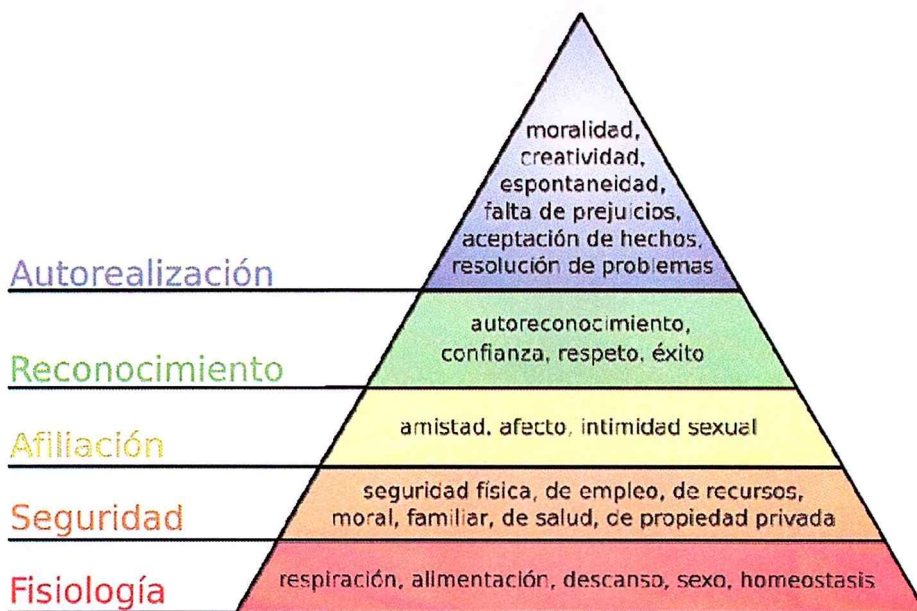 moralidad,
creatividad,
espontaneidad,
falta de prejuicios,
aceptación de hechos,
resolución de problemas
Autorealización
autoreconocimiento,
confianza, respeto, éxito
Reconocimiento
amistad, afecto, intimidad sexual
Afiliación
seguridad física, de empleo, de recursos,
moral, familiar, de salud, de propiedad privada
Seguridad
respiración, alimentación, descanso, sexo, homeostasis
Fisiología